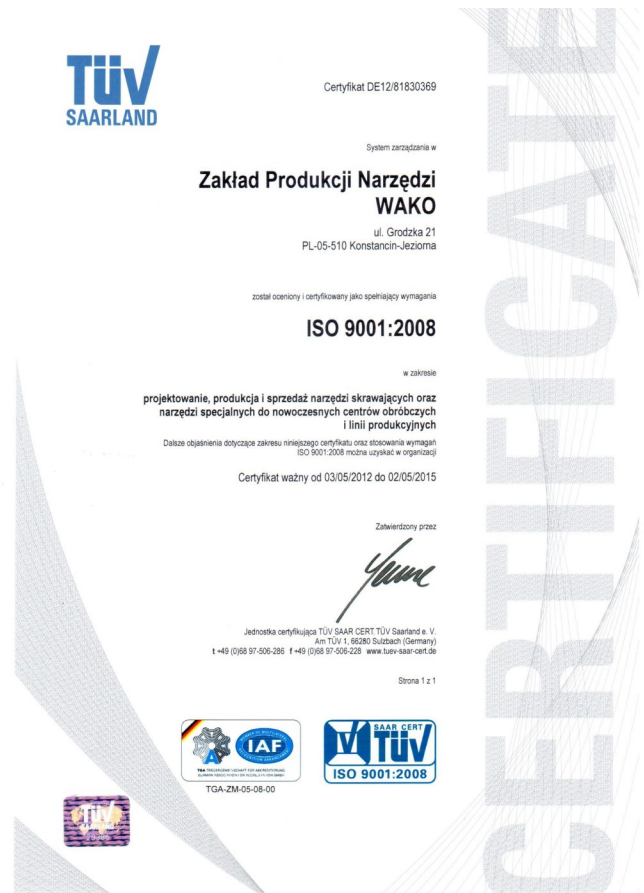 TÜV
SAARLAND
Certyfikat DE12/81830369
System zarządzania w
Zakład Produkcji Narzędzi
WAKO
ul. Grodzka 21
PL-05-510 Konstancin-Jeziorna
został oceniony i certyfikowany jako spełniający wymagania
ISO 9001:2008
w zakresie
projektowanie, produkcja i sprzedaż narzędzi skrawających oraz
narzędzi specjalnych do nowoczesnych centrów obróbczych
i linii produkcyjnych
Dalsze objaśnienia dotyczące zakresu niniejszego certyfikatu oraz stosowania wymagań
ISO 9001:2008 można uzyskać w organizacji
Certyfikat ważny od 03/05/2012 do 02/05/2015
Zatwierdzony przez
Jednostka certyfikująca TÜV SAAR CERT TÜV Saarland e. V.
Am TÜV 1, 66280 Sulzbach (Germany)
t +49 (0)68 97-506-286 f +49 (0)68 97-506-228 www.tuev-saar-cert.de
Strona 1 z 1
IAF
TGA-ZM-05-08-00
SAAR CERT
TÜV
ISO 9001:2008
TÜV
SAARLAND
CERTIFICATE